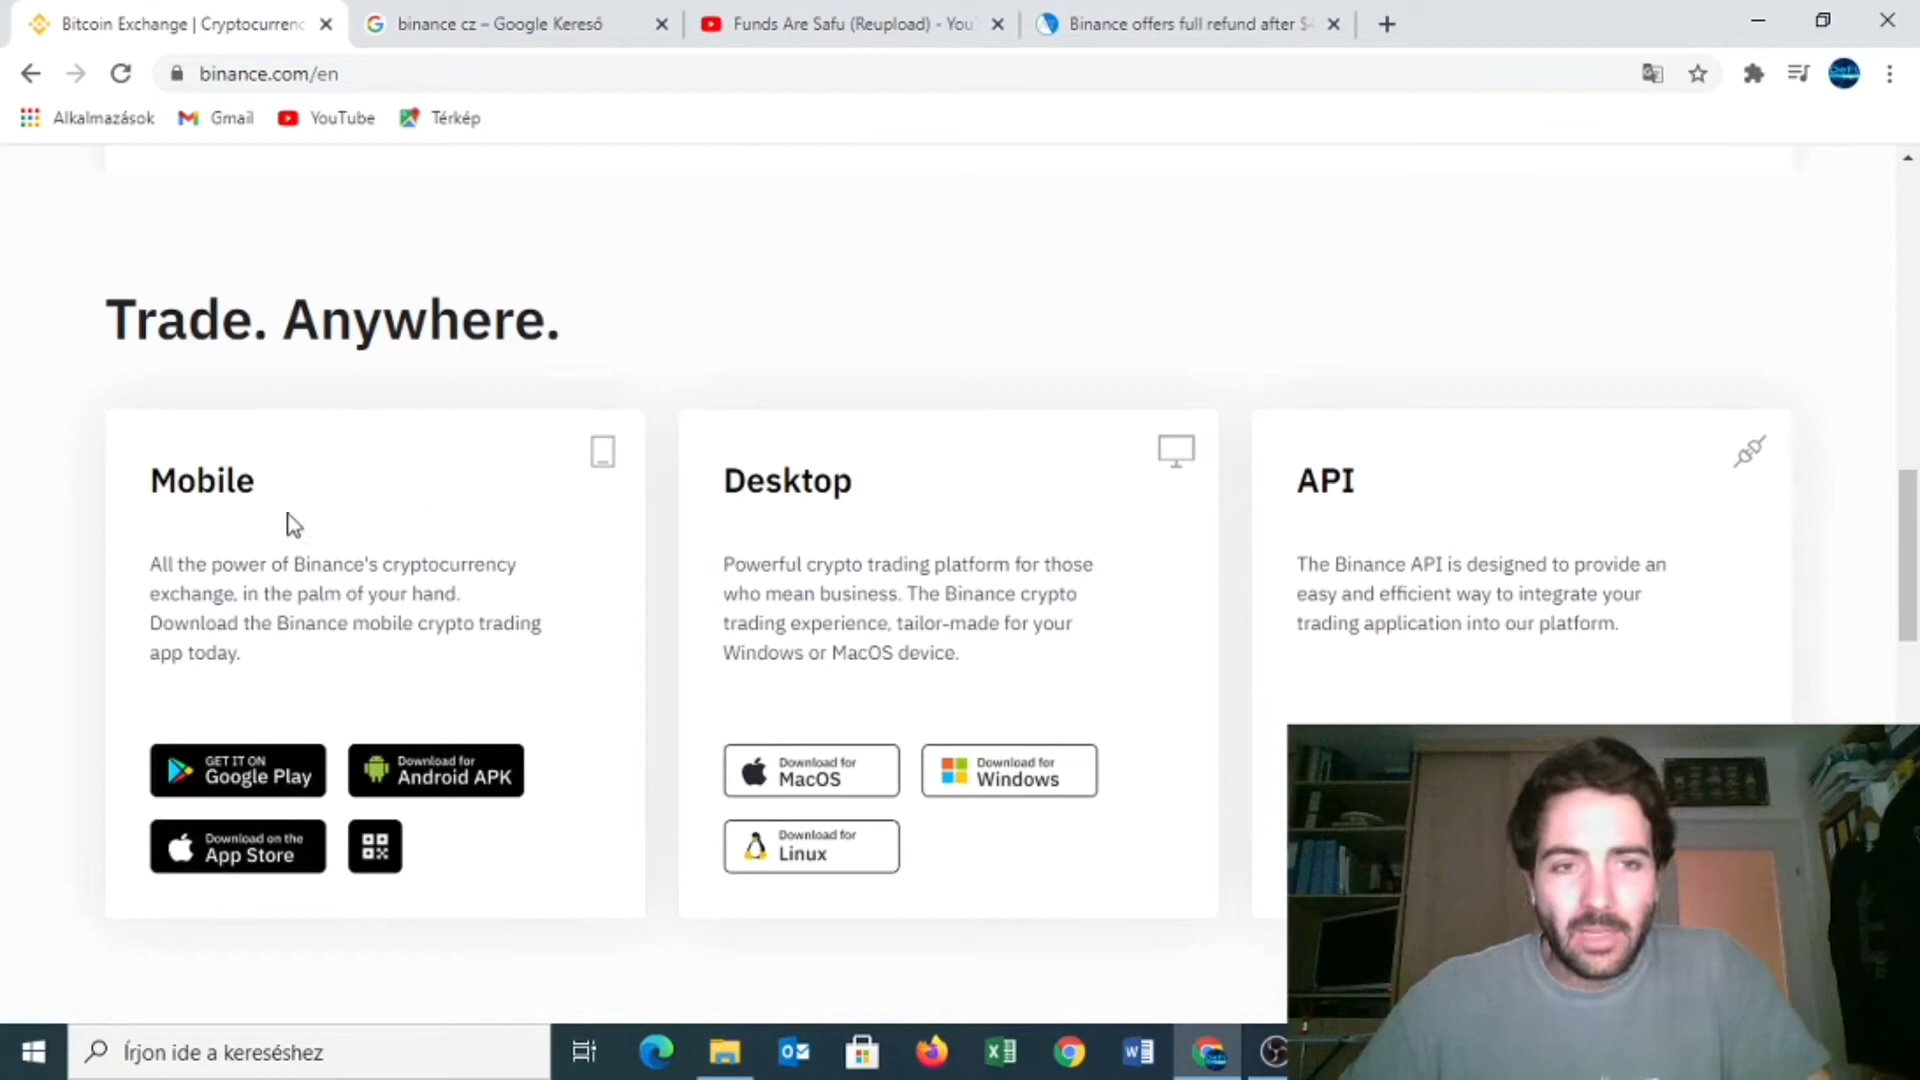 Bitcoin Exchange | Cryptocurrenc
binance cz – Google Kereső
Funds Are Safu (Reupload) - You
Binance offers full refund after $
binance.com/en
Alkalmazások
Gmail
YouTube
Térkép
Trade. Anywhere.
Mobile
All the power of Binance's cryptocurrency
exchange, in the palm of your hand.
Download the Binance mobile crypto trading
app today.
GET IT ON
Google Play
Download for
Android APK
Download on the
App Store
Desktop
Powerful crypto trading platform for those
who mean business. The Binance crypto
trading experience, tailor-made for your
Windows or MacOS device.
Download for
MacOS
Download for
Windows
Download for
Linux
API
The Binance API is designed to provide an
easy and efficient way to integrate your
trading application into our platform.
Írjon ide a kereséshez